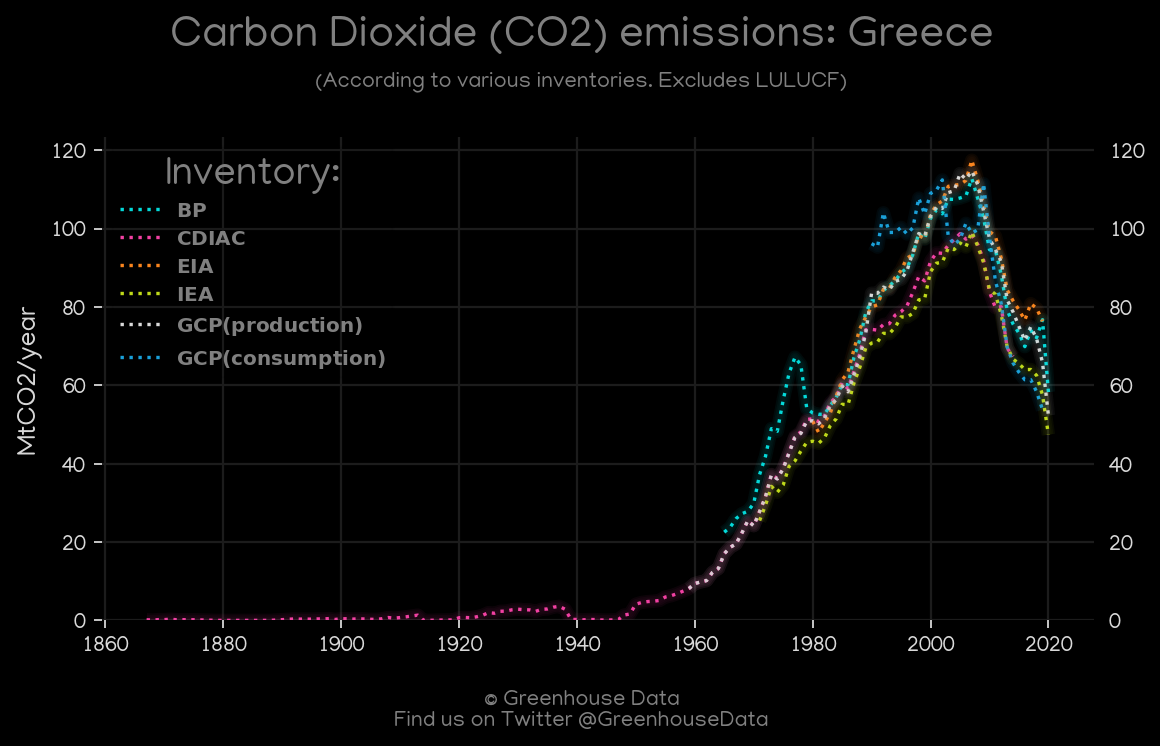 Carbon Dioxide (CO2) emissions: Greece
(According to various inventories. Excludes LULUCF)
Inventory:
BP
CDIAC
EIA
IEA
GCP(production)
GCP(consumption)
MtCO2/year
120 120
100 100
80 80
60 60
40 40
20 20
0 0
1860 1880 1900 1920 1940 1960 1980 2000 2020
© Greenhouse Data
Find us on Twitter @GreenhouseData